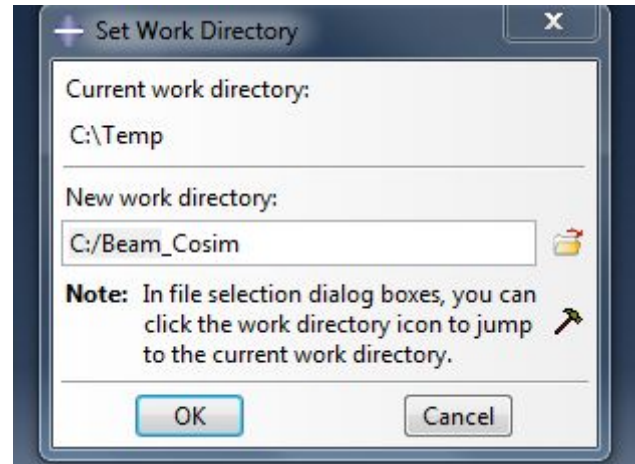 Set Work Directory
x
Current work directory:
C:\Temp
New work directory:
C:/Beam_Cosim
Note: In file selection dialog boxes, you can
click the work directory icon to jump
to the current work directory.
OK Cancel